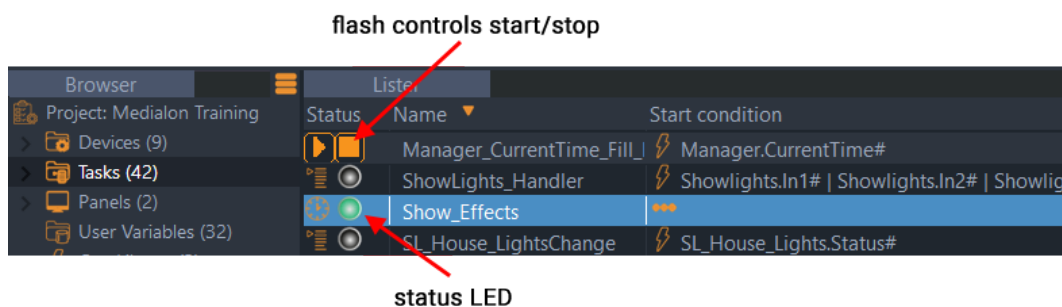 flash controls start/stop
Browser
Lister
Project: Medialon Training
Status
Name
Start condition
Devices (9)
Manager_CurrentTime_Fill_
Manager.CurrentTime#
Tasks (42)
ShowLights_Handler
Showlights.In1# | Showlights.In2# | Showlig
Panels (2)
Show_Effects
User Variables (32)
SL_House_LightsChange
SL_House_Lights.Status#
status LED